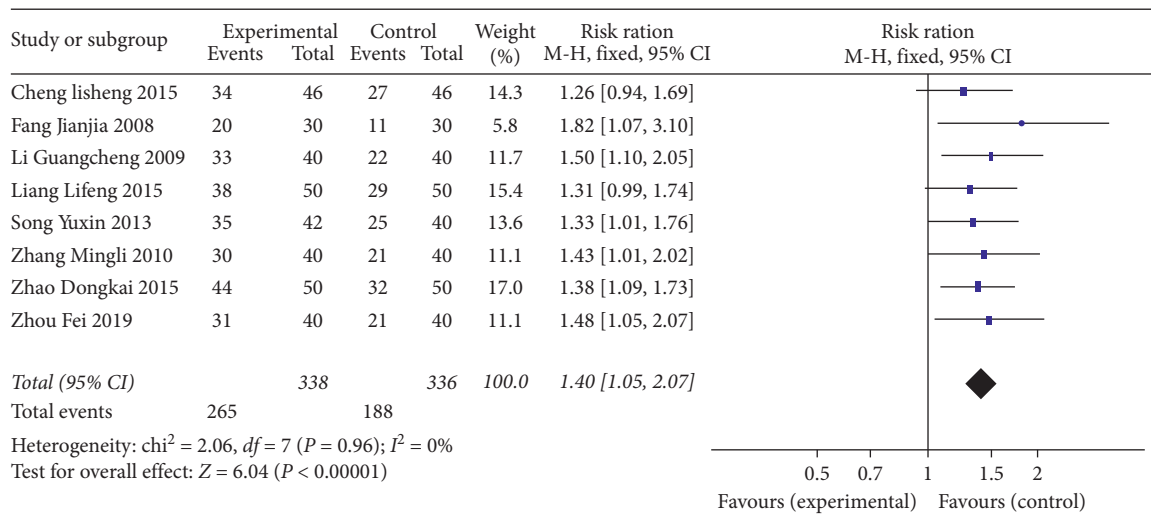 Study or subgroup Experimental Control Weight Risk ration Risk ration
Events Total Events Total (%) M-H, fixed, 95% CI M-H, fixed, 95% CI
Cheng lisheng 2015 34 46 27 46 14.3 1.26 [0.94, 1.69]
Fang Jianjia 2008 20 30 11 30 5.8 1.82 [1.07, 3.10]
Li Guangcheng 2009 33 40 22 40 11.7 1.50 [1.10, 2.05]
Liang Lifeng 2015 38 50 29 50 15.4 1.31 [0.99, 1.74]
Song Yuxin 2013 35 42 25 40 13.6 1.33 [1.01, 1.76]
Zhang Mingli 2010 30 40 21 40 11.1 1.43 [1.01, 2.02]
Zhao Dongkai 2015 44 50 32 50 17.0 1.38 [1.09, 1.73]
Zhou Fei 2019 31 40 21 40 11.1 1.48 [1.05, 2.07]
Total (95% CI) 338 336 100.0 1.40 [1.05, 2.07]
Total events 265 188
Heterogeneity: chi² = 2.06, df = 7 (P = 0.96); I² = 0%
Test for overall effect: Z = 6.04 (P < 0.00001)
0.5 0.7 1 1.5 2
Favours (experimental) Favours (control)